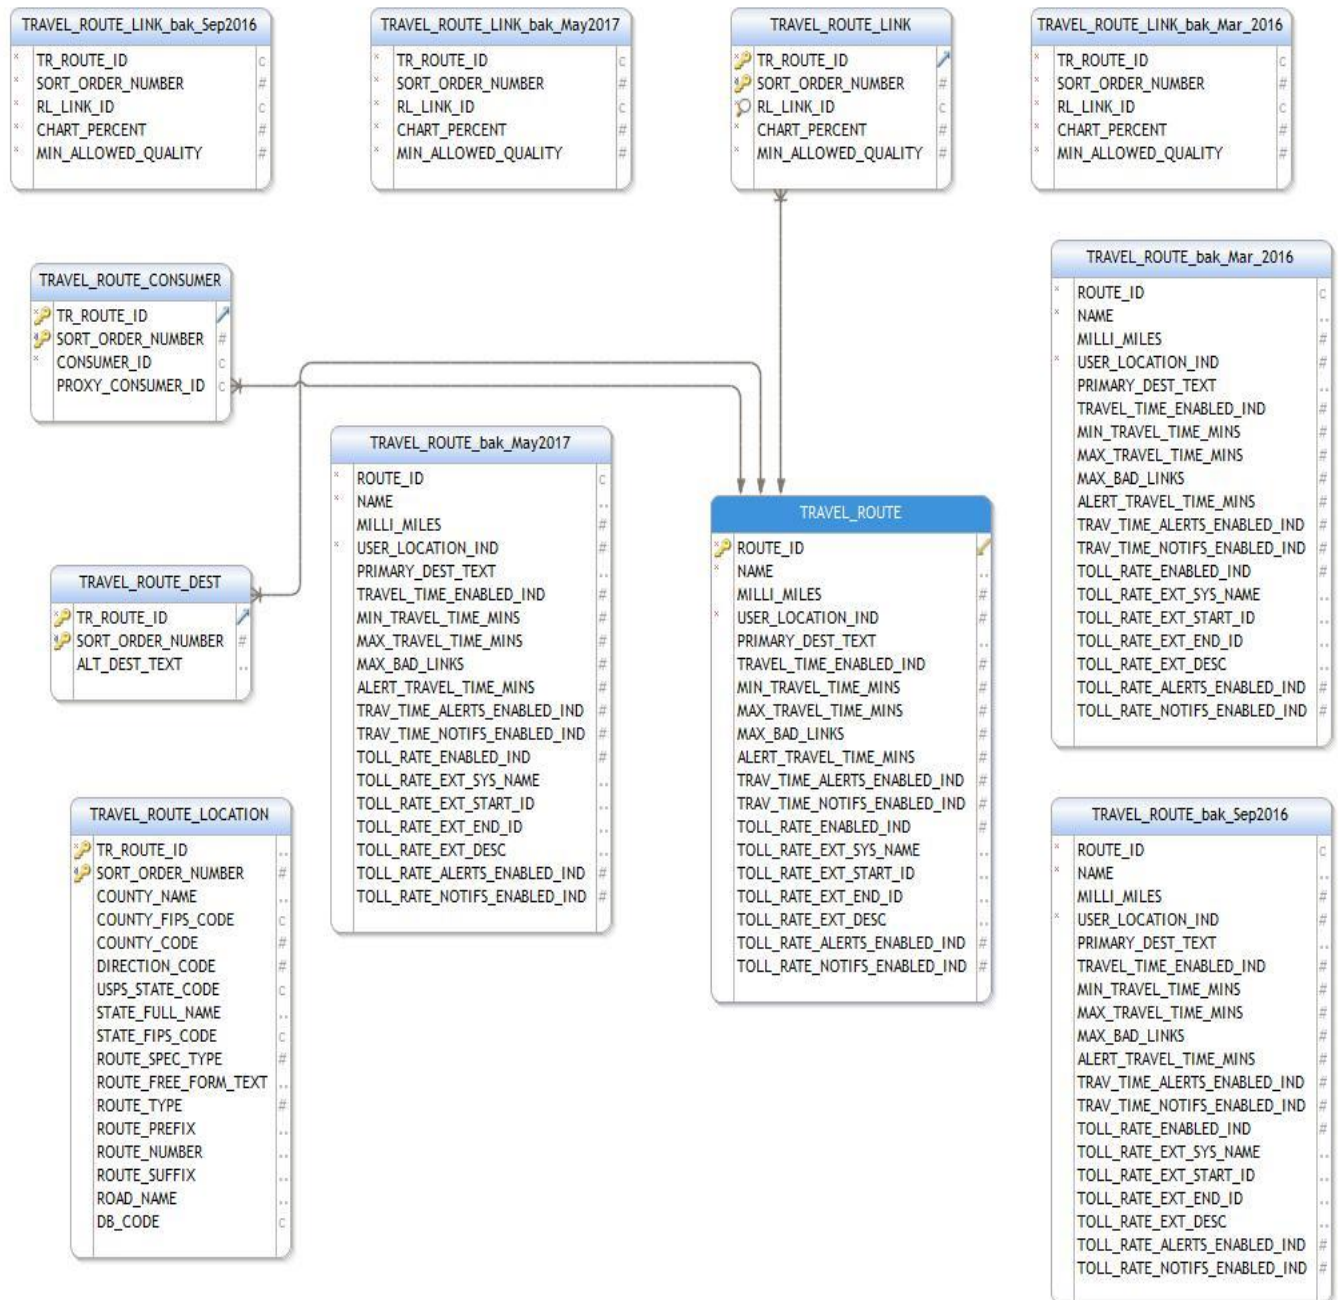 TRAVEL_ROUTE_LINK_bak_Sep2016
TR_ROUTE_ID c
SORT_ORDER_NUMBER #
RL_LINK_ID c
CHART_PERCENT #
MIN_ALLOWED_QUALITY #
TRAVEL_ROUTE_LINK_bak_May2017
TR_ROUTE_ID c
SORT_ORDER_NUMBER #
RL_LINK_ID c
CHART_PERCENT #
MIN_ALLOWED_QUALITY #
TRAVEL_ROUTE_LINK
TR_ROUTE_ID
SORT_ORDER_NUMBER #
RL_LINK_ID c
CHART_PERCENT #
MIN_ALLOWED_QUALITY #
TRAVEL_ROUTE_LINK_bak_Mar_2016
TR_ROUTE_ID c
SORT_ORDER_NUMBER #
RL_LINK_ID c
CHART_PERCENT #
MIN_ALLOWED_QUALITY #
TRAVEL_ROUTE_CONSUMER
TR_ROUTE_ID
SORT_ORDER_NUMBER #
CONSUMER_ID c
PROXY_CONSUMER_ID c
TRAVEL_ROUTE_bak_Mar_2016
ROUTE_ID c
NAME ..
MILLI_MILES #
USER_LOCATION_IND #
PRIMARY_DEST_TEXT ..
TRAVEL_TIME_ENABLED_IND #
MIN_TRAVEL_TIME_MINS #
MAX_TRAVEL_TIME_MINS #
MAX_BAD_LINKS #
ALERT_TRAVEL_TIME_MINS #
TRAV_TIME_ALERTS_ENABLED_IND #
TRAV_TIME_NOTIFS_ENABLED_IND #
TOLL_RATE_ENABLED_IND #
TOLL_RATE_EXT_SYS_NAME ..
TOLL_RATE_EXT_START_ID ..
TOLL_RATE_EXT_END_ID ..
TOLL_RATE_EXT_DESC ..
TOLL_RATE_ALERTS_ENABLED_IND #
TOLL_RATE_NOTIFS_ENABLED_IND #
TRAVEL_ROUTE_bak_May2017
ROUTE_ID c
NAME ..
MILLI_MILES #
USER_LOCATION_IND #
PRIMARY_DEST_TEXT ..
TRAVEL_TIME_ENABLED_IND #
MIN_TRAVEL_TIME_MINS #
MAX_TRAVEL_TIME_MINS #
MAX_BAD_LINKS #
ALERT_TRAVEL_TIME_MINS #
TRAV_TIME_ALERTS_ENABLED_IND #
TRAV_TIME_NOTIFS_ENABLED_IND #
TOLL_RATE_ENABLED_IND #
TOLL_RATE_EXT_SYS_NAME ..
TOLL_RATE_EXT_START_ID ..
TOLL_RATE_EXT_END_ID ..
TOLL_RATE_EXT_DESC ..
TOLL_RATE_ALERTS_ENABLED_IND #
TOLL_RATE_NOTIFS_ENABLED_IND #
TRAVEL_ROUTE
ROUTE_ID
NAME ..
MILLI_MILES #
USER_LOCATION_IND #
PRIMARY_DEST_TEXT ..
TRAVEL_TIME_ENABLED_IND #
MIN_TRAVEL_TIME_MINS #
MAX_TRAVEL_TIME_MINS #
MAX_BAD_LINKS #
ALERT_TRAVEL_TIME_MINS #
TRAV_TIME_ALERTS_ENABLED_IND #
TRAV_TIME_NOTIFS_ENABLED_IND #
TOLL_RATE_ENABLED_IND #
TOLL_RATE_EXT_SYS_NAME ..
TOLL_RATE_EXT_START_ID ..
TOLL_RATE_EXT_END_ID ..
TOLL_RATE_EXT_DESC ..
TOLL_RATE_ALERTS_ENABLED_IND #
TOLL_RATE_NOTIFS_ENABLED_IND #
TRAVEL_ROUTE_DEST
TR_ROUTE_ID
SORT_ORDER_NUMBER #
ALT_DEST_TEXT ..
TRAVEL_ROUTE_LOCATION
TR_ROUTE_ID ..
SORT_ORDER_NUMBER #
COUNTY_NAME ..
COUNTY_FIPS_CODE c
COUNTY_CODE #
DIRECTION_CODE #
USPS_STATE_CODE c
STATE_FULL_NAME ..
STATE_FIPS_CODE c
ROUTE_SPEC_TYPE #
ROUTE_FREE_FORM_TEXT ..
ROUTE_TYPE #
ROUTE_PREFIX ..
ROUTE_NUMBER ..
ROUTE_SUFFIX ..
ROAD_NAME ..
DB_CODE c
TRAVEL_ROUTE_bak_Sep2016
ROUTE_ID c
NAME ..
MILLI_MILES #
USER_LOCATION_IND #
PRIMARY_DEST_TEXT ..
TRAVEL_TIME_ENABLED_IND #
MIN_TRAVEL_TIME_MINS #
MAX_TRAVEL_TIME_MINS #
MAX_BAD_LINKS #
ALERT_TRAVEL_TIME_MINS #
TRAV_TIME_ALERTS_ENABLED_IND #
TRAV_TIME_NOTIFS_ENABLED_IND #
TOLL_RATE_ENABLED_IND #
TOLL_RATE_EXT_SYS_NAME ..
TOLL_RATE_EXT_START_ID ..
TOLL_RATE_EXT_END_ID ..
TOLL_RATE_EXT_DESC ..
TOLL_RATE_ALERTS_ENABLED_IND #
TOLL_RATE_NOTIFS_ENABLED_IND #